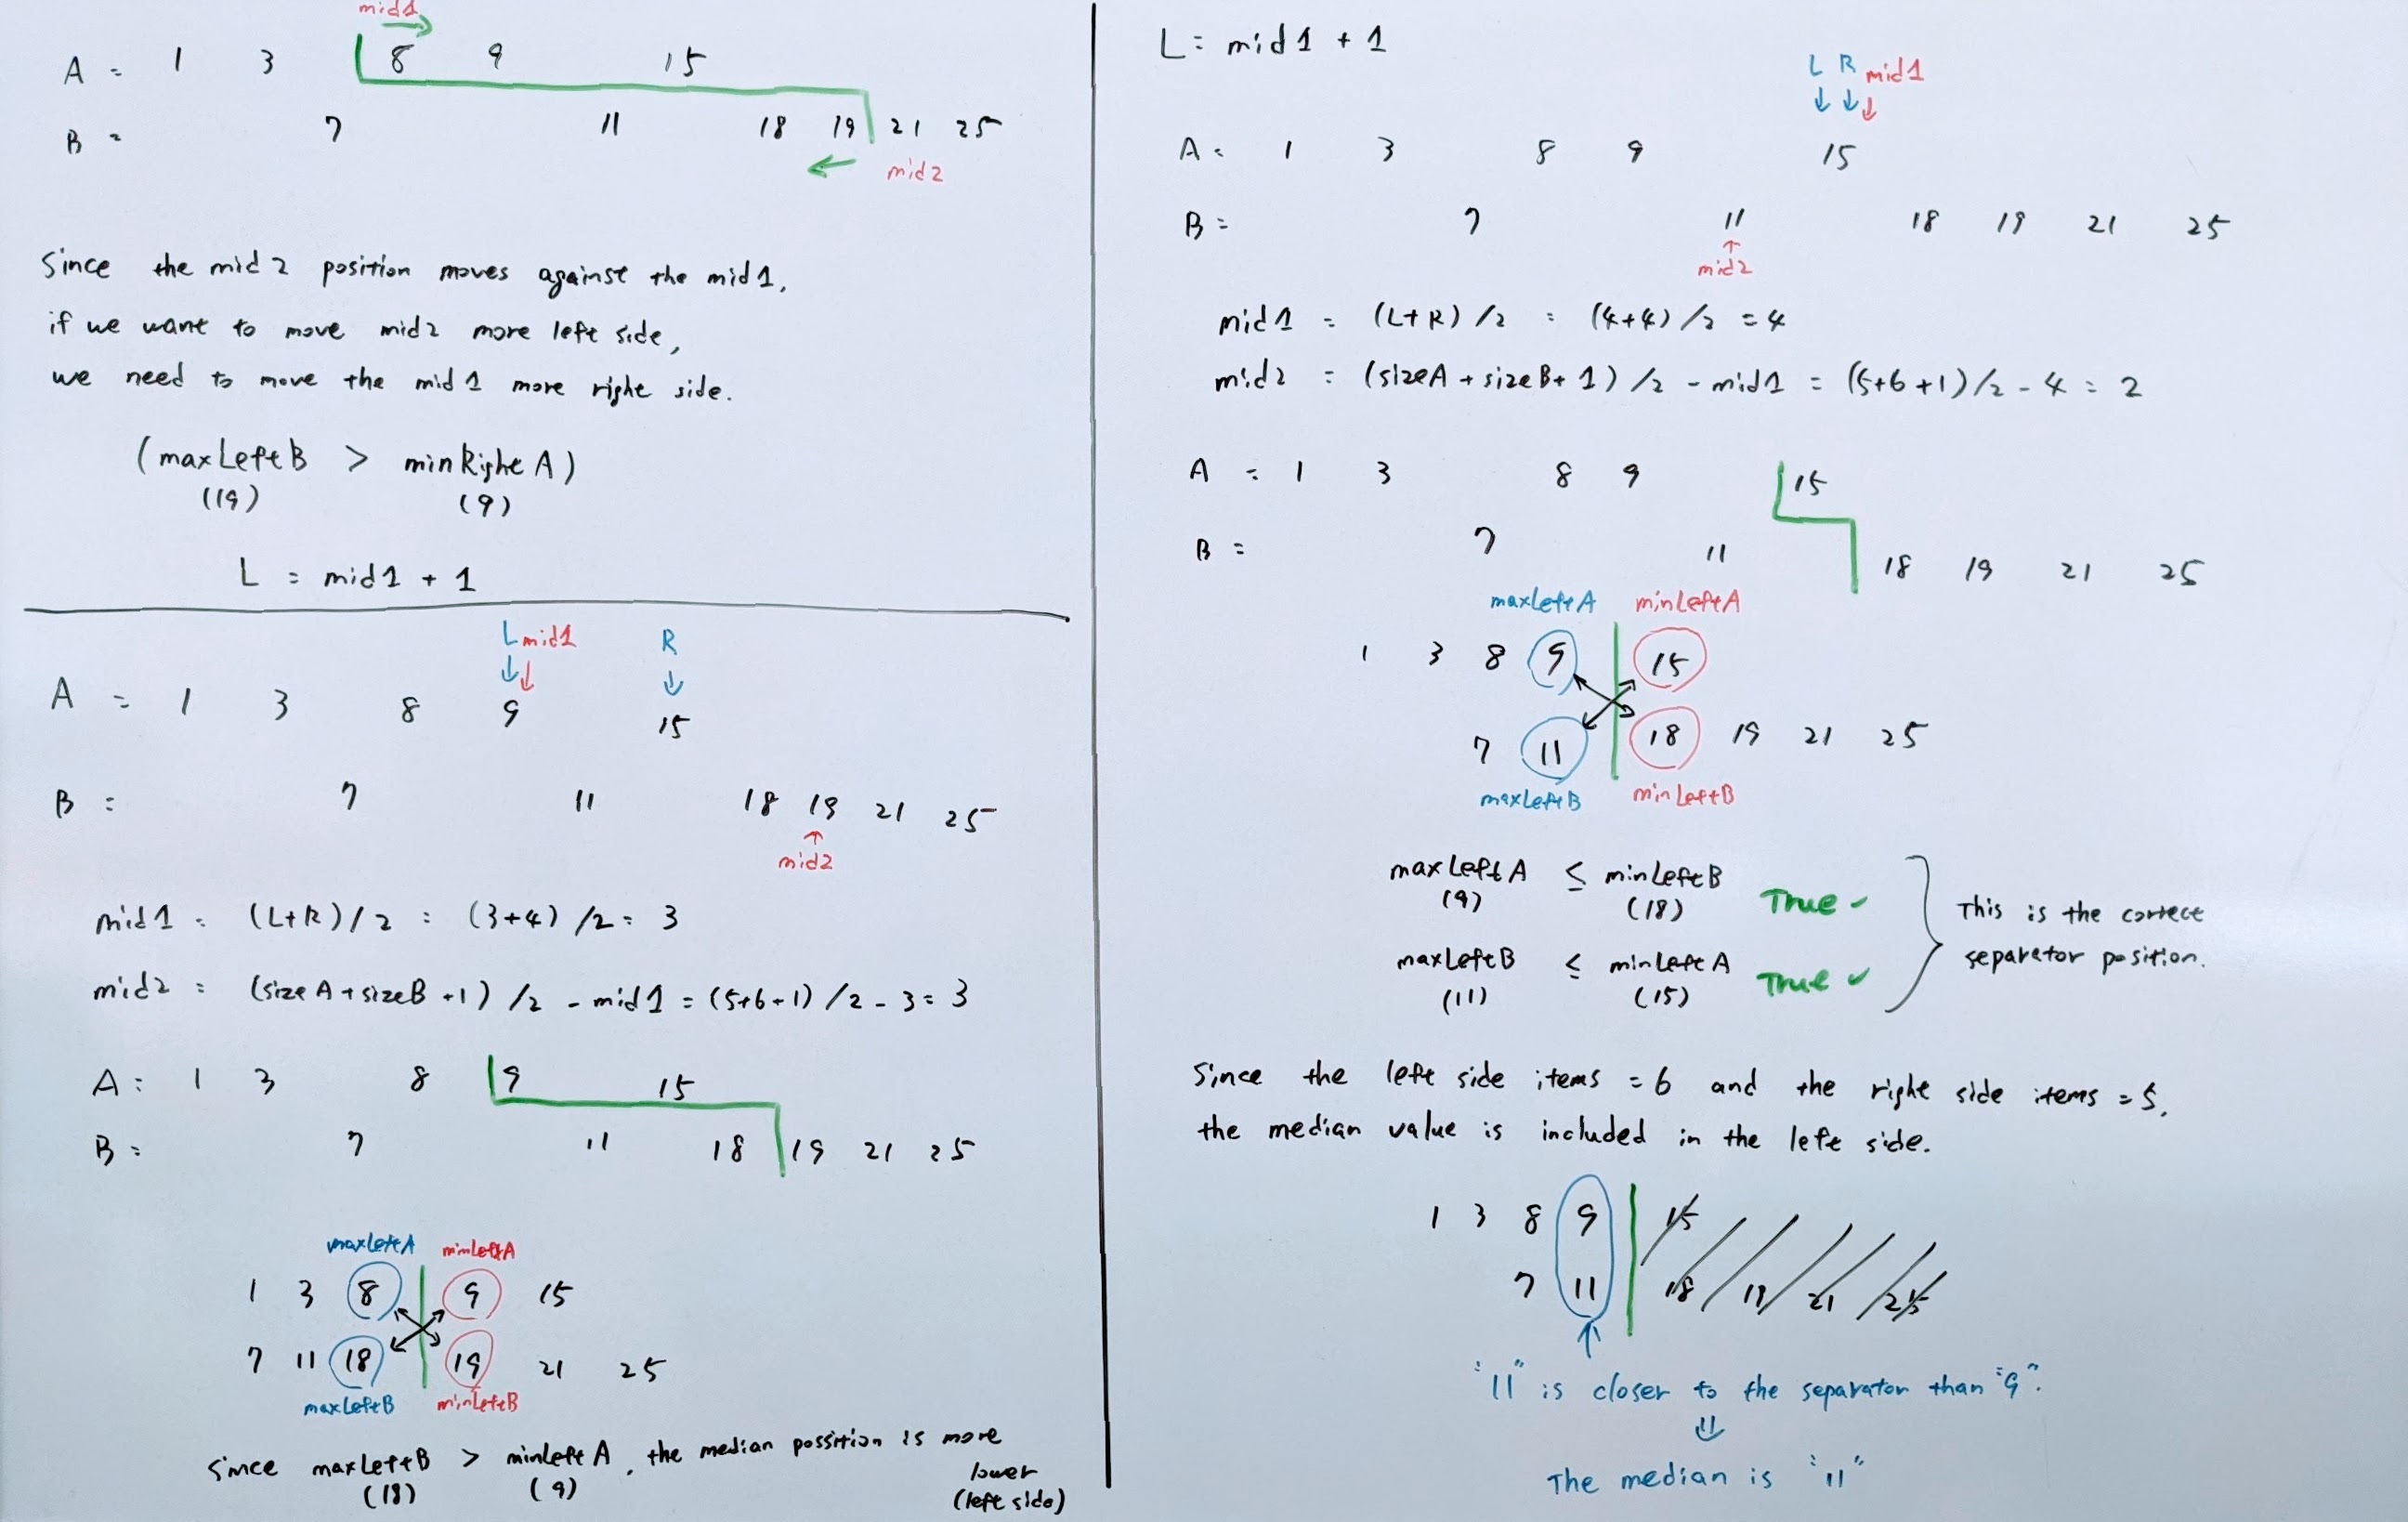 mid1
A = 1 3 8 9 15
B = 7 11 18 19 21 25
mid2
Since the mid2 position moves against the mid1,
if we want to move mid2 more left side,
we need to move the mid1 more right side.
(maxLeftB > minRightA)
(19) (9)
L = mid1 + 1
L mid1 R
A = 1 3 8 9 15
B = 7 11 18 19 21 25
mid2
mid1 = (L+R)/2 = (3+4)/2 = 3
mid2 = (sizeA + sizeB +1)/2 - mid1 = (5+6+1)/2 - 3 = 3
A = 1 3 8 9 15
B = 7 11 18 19 21 25
maxLeftA minLeftA
1 3 8 9 15
7 11 18 19 21 25
maxLeftB minLeftB
Since maxLeftB > minLeftA, the median possition is more
(18) (9)
lower
(left side)
L = mid1 + 1
L R mid1
A = 1 3 8 9 15
B = 7 11 18 19 21 25
mid2
mid1 = (L+R)/2 = (4+4)/2 = 4
mid2 = (sizeA + sizeB + 1)/2 - mid1 = (5+6+1)/2 - 4 = 2
A = 1 3 8 9 15
B = 7 11 18 19 21 25
maxLeftA minLeftA
1 3 8 9 15
7 11 18 19 21 25
maxLeftB minLeftB
maxLeftA ≤ minLeftB True ✓
(9) (18)
maxLeftB ≤ minLeftA True ✓
(11) (15)
This is the correct
separator position.
Since the left side items = 6 and the right side items = 5,
the median value is included in the left side.
1 3 8 9 15
7 11 18 19 21 25
"11" is closer to the separator than "9".
⇓
The median is "11"